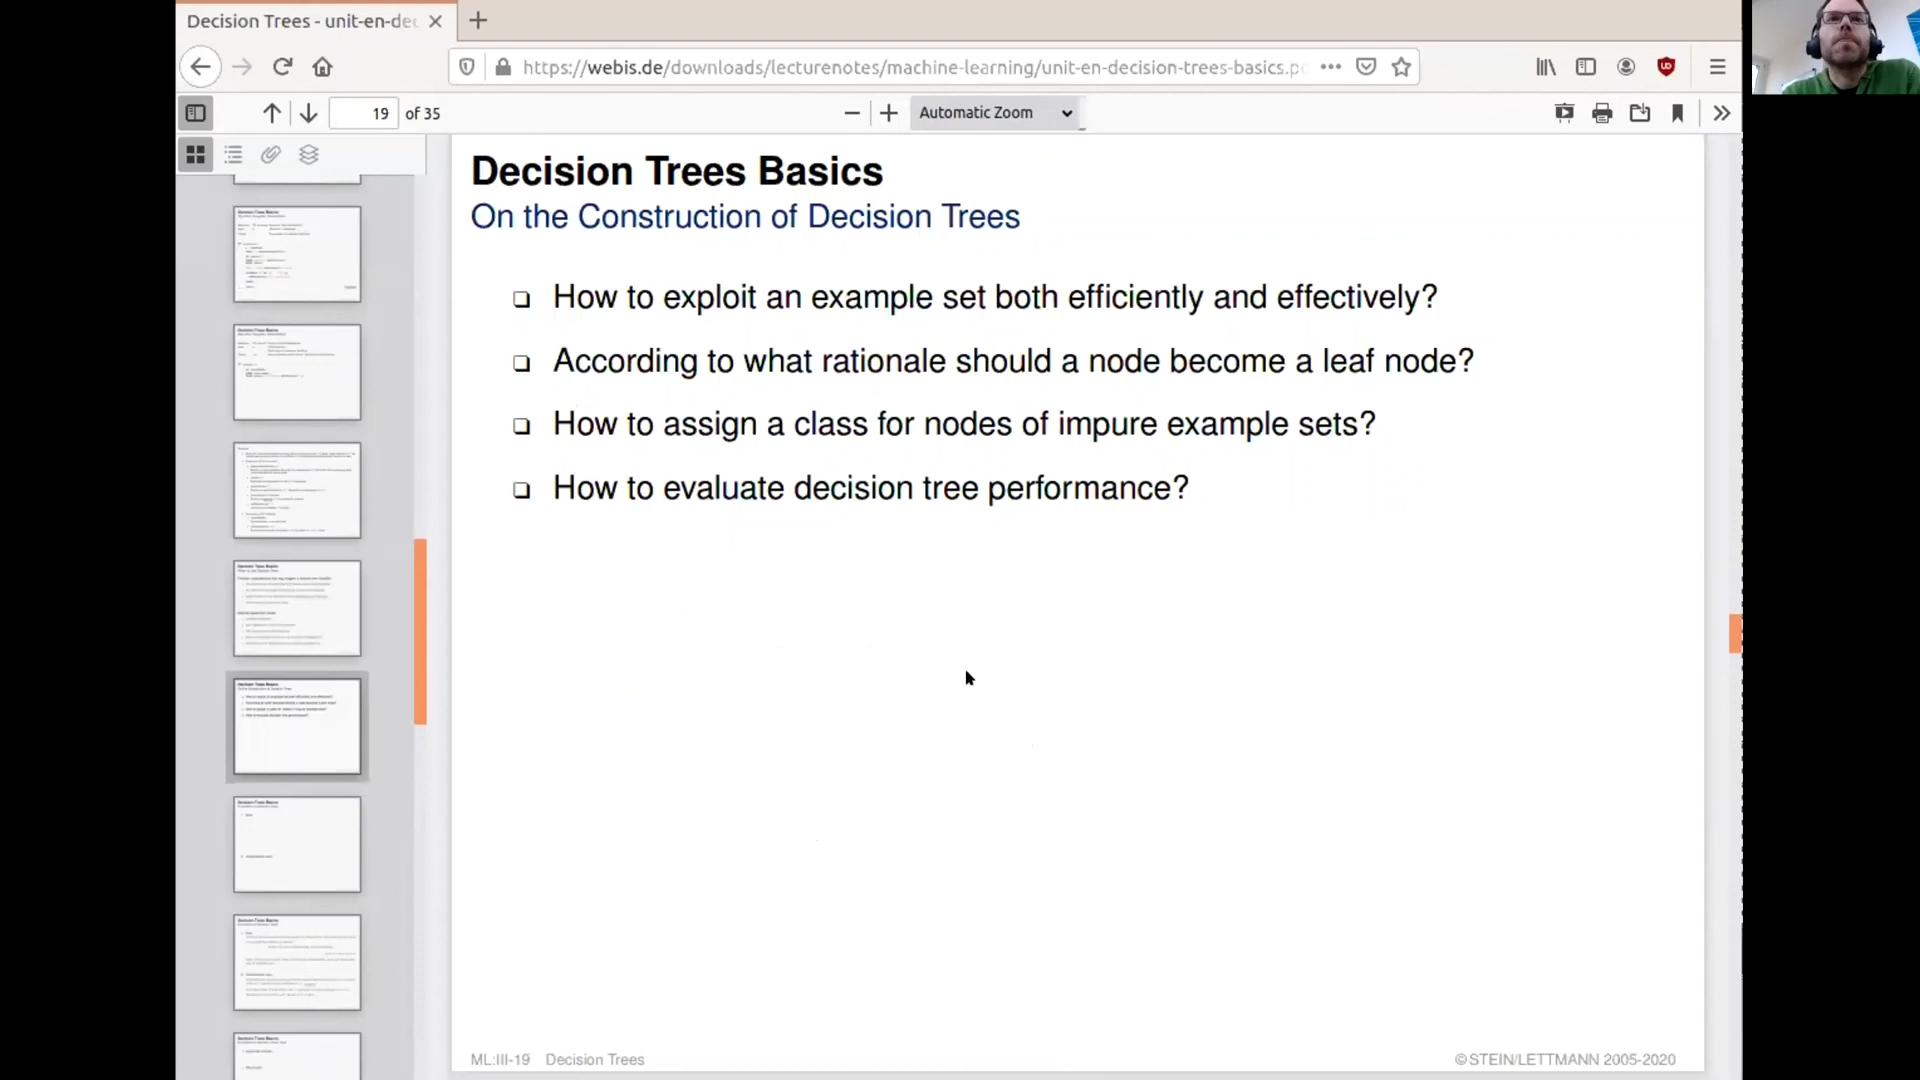 Decision Trees - unit-en-dec
https://webis.de/downloads/lecturenotes/machine-learning/unit-en-decision-trees-basics.p
19 of 35
Automatic Zoom
Decision Trees Basics
On the Construction of Decision Trees
❏ How to exploit an example set both efficiently and effectively?
❏ According to what rationale should a node become a leaf node?
❏ How to assign a class for nodes of impure example sets?
❏ How to evaluate decision tree performance?
ML:III-19 Decision Trees
©STEIN/LETTMANN 2005-2020